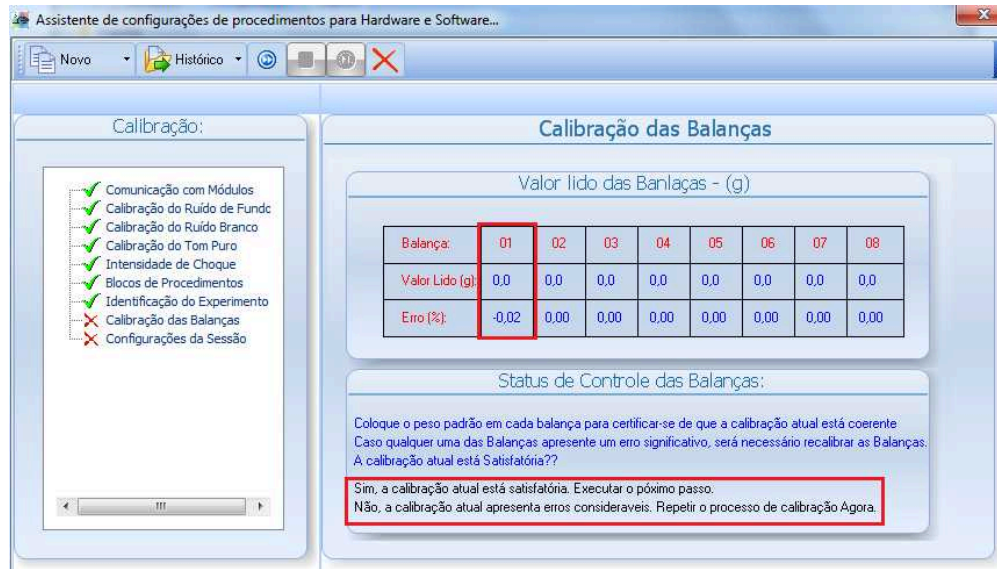 Assistente de configurações de procedimentos para Hardware e Software...
Novo
Histórico
Calibração:
Comunicação com Módulos
Calibração do Ruído de Fundo
Calibração do Ruído Branco
Calibração do Tom Puro
Intensidade de Choque
Blocos de Procedimentos
Identificação do Experimento
Calibração das Balanças
Configurações da Sessão
Calibração das Balanças
Valor lido das Banlaças - (g)
Balança: 01 02 03 04 05 06 07 08
Valor Lido (g): 0,0 0,0 0,0 0,0 0,0 0,0 0,0 0,0
Erro (%): -0,02 0,00 0,00 0,00 0,00 0,00 0,00 0,00
Status de Controle das Balanças:
Coloque o peso padrão em cada balança para certificar-se de que a calibração atual está coerente
Caso qualquer uma das Balanças apresente um erro significativo, será necessário recalibrar as Balanças.
A calibração atual está Satisfatória??
Sim, a calibração atual está satisfatória. Executar o póximo passo.
Não, a calibração atual apresenta erros consideraveis. Repetir o processo de calibração Agora.